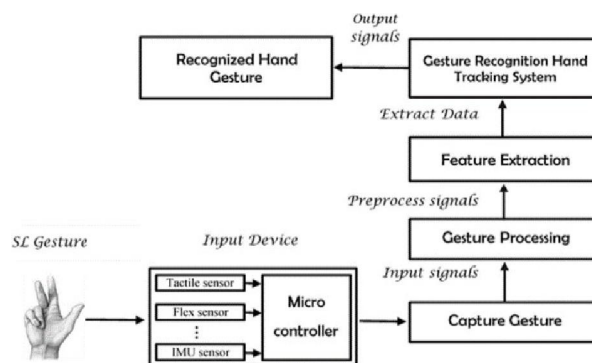 Output
signals
Recognized Hand
Gesture
Gesture Recognition Hand
Tracking System
Extract Data
Feature Extraction
Preprocess signals
Gesture Processing
SL Gesture
Input Device
Input signals
Tactile sensor
Flex sensor
⋮
IMU sensor
Micro
controller
Capture Gesture